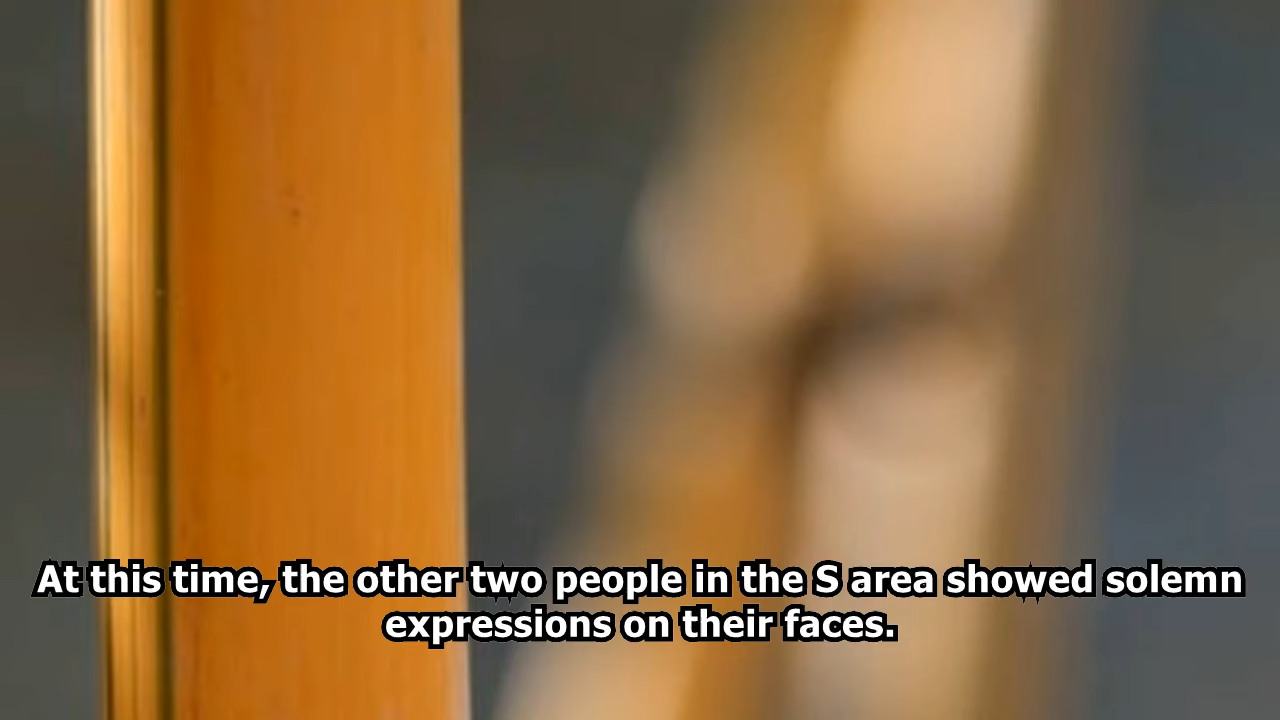 At this time, the other two people in the S area showed solemn
expressions on their faces.